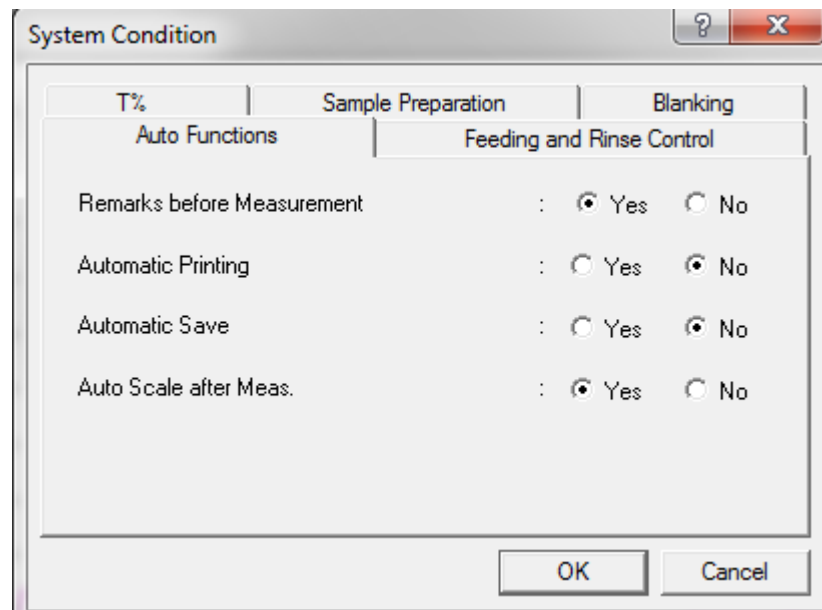 System Condition
T% Sample Preparation Blanking
Auto Functions Feeding and Rinse Control
Remarks before Measurement : Yes No
Automatic Printing : Yes No
Automatic Save : Yes No
Auto Scale after Meas. : Yes No
OK Cancel